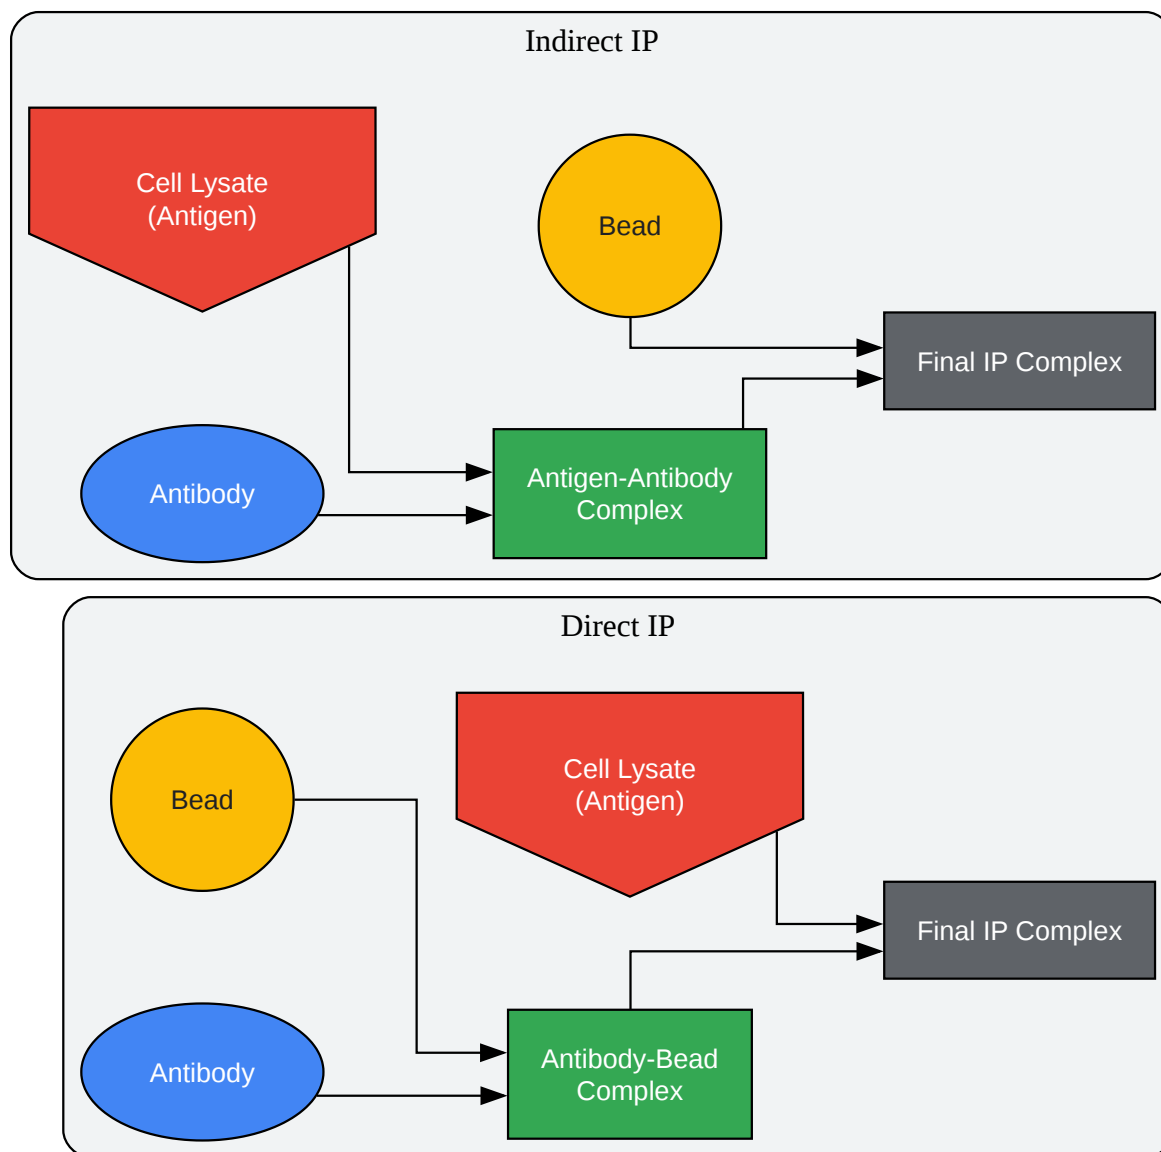 Indirect IP
Cell Lysate
(Antigen)
Bead
Final IP Complex
Antibody
Antigen-Antibody
Complex
Direct IP
Bead
Cell Lysate
(Antigen)
Final IP Complex
Antibody
Antibody-Bead
Complex